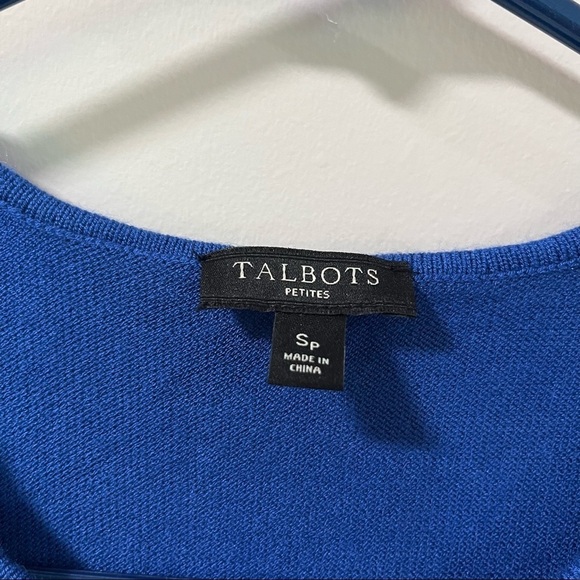 TALBOTS
PETITES
SP
MADE IN
CHINA